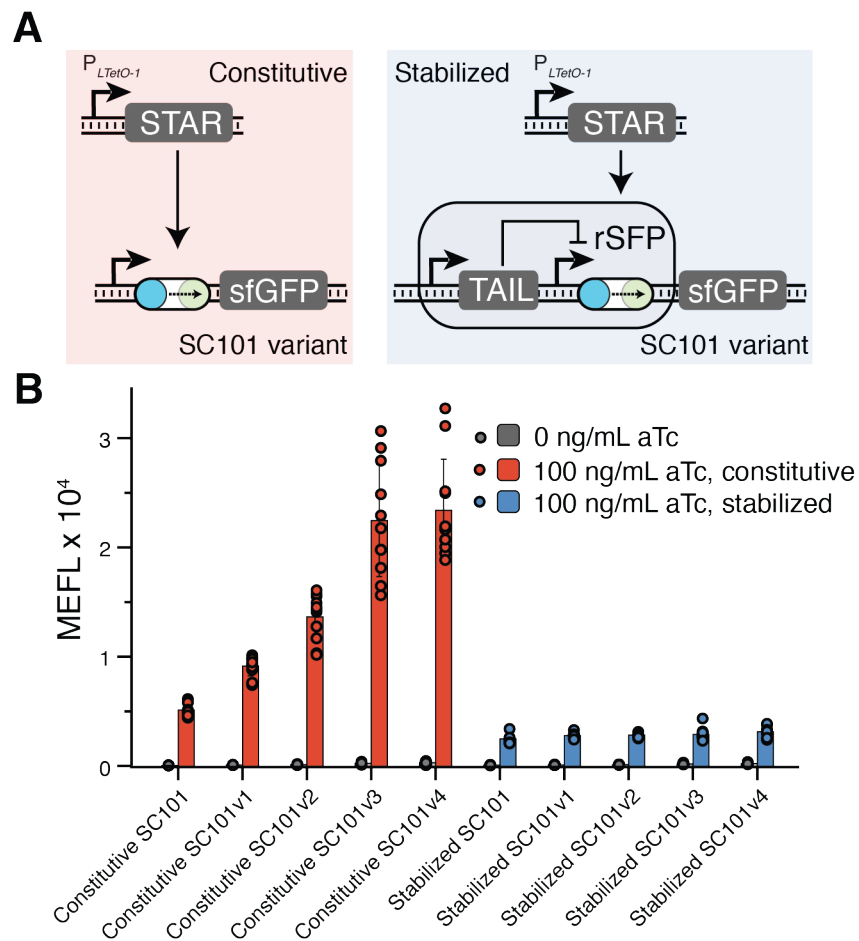 A
P LTetO-1
Constitutive
STAR
sfGFP
SC101 variant
Stabilized
P LTetO-1
STAR
rSFP
TAIL
sfGFP
SC101 variant
B
MEFL x 10⁴
3
2
1
0
0 ng/mL aTc
100 ng/mL aTc, constitutive
100 ng/mL aTc, stabilized
Constitutive SC101
Constitutive SC101v1
Constitutive SC101v2
Constitutive SC101v3
Constitutive SC101v4
Stabilized SC101
Stabilized SC101v1
Stabilized SC101v2
Stabilized SC101v3
Stabilized SC101v4